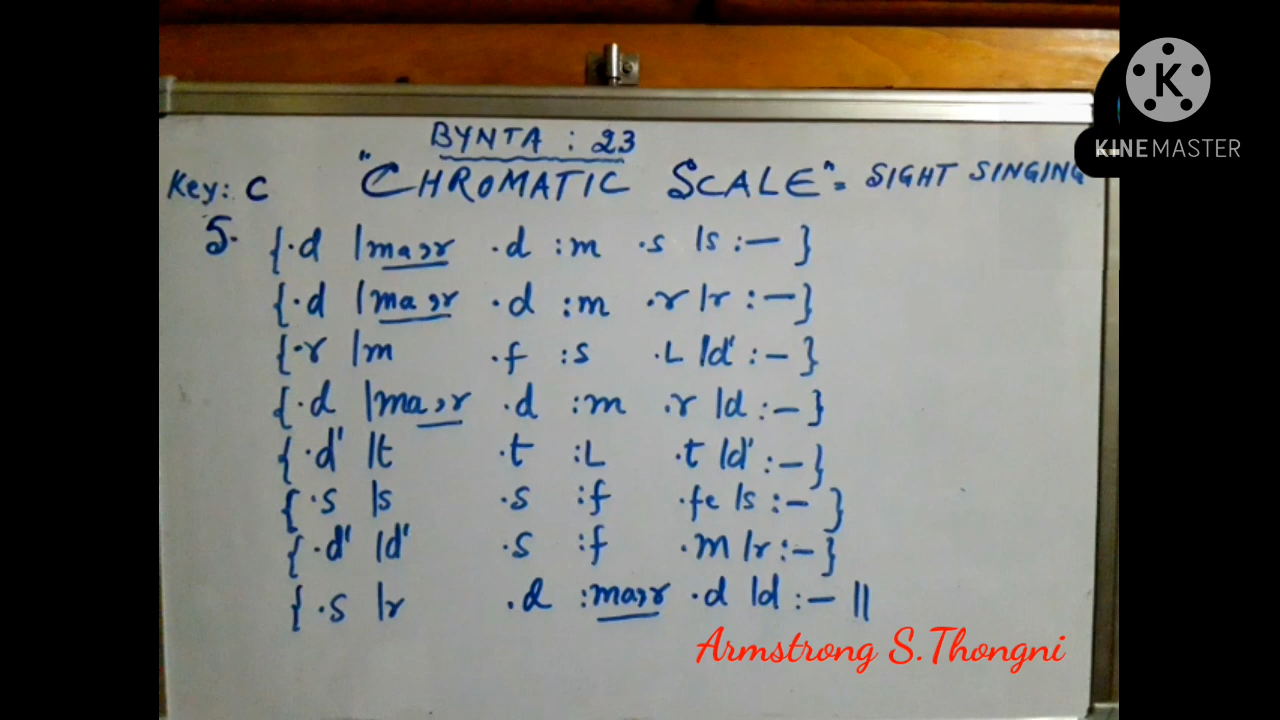 BYNTA : 23
Key: C "CHROMATIC SCALE" = SIGHT SINGING
5. {.d |ma,r .d :m .s |s :— }
{.d |ma,r .d :m .r |r :— }
{.r |m .f :s .L |d' :— }
{.d |ma,r .d :m .r |d :— }
{.d' |t .t :L .t |d' :— }
{.s |s .s :f .fe |s :— }
{.d' |d' .s :f .m |r :— }
{.s |r .d :ma,r .d |d :— ||
Armstrong S.Thongni
K
KINEMASTER